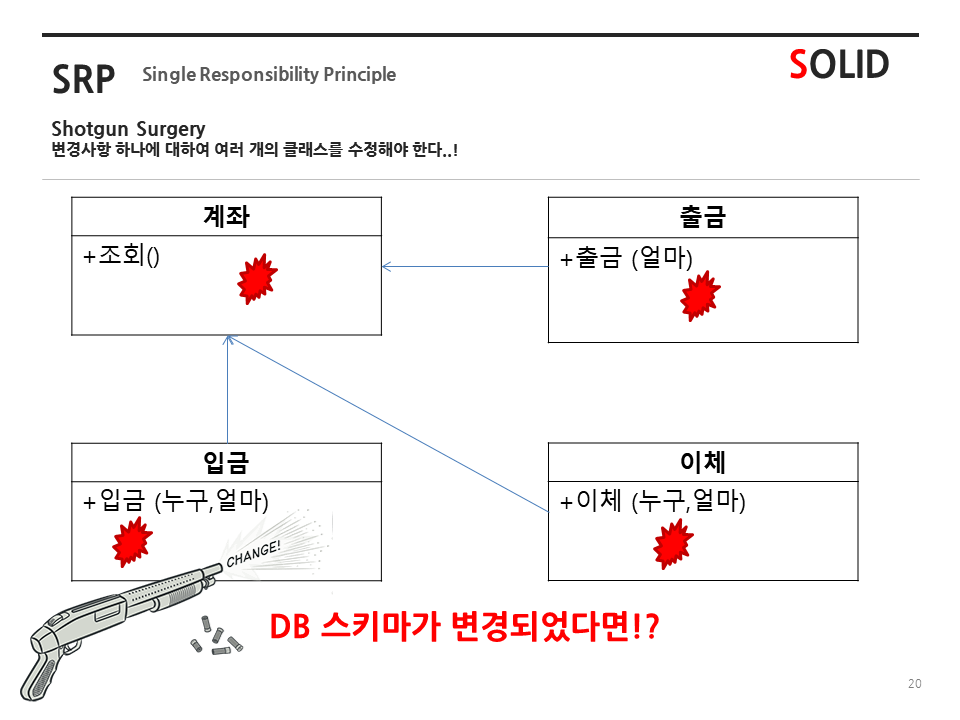 SRP Single Responsibility Principle
SOLID
Shotgun Surgery
변경사항 하나에 대하여 여러 개의 클래스를 수정해야 한다..!
계좌
+조회()
출금
+출금 (얼마)
입금
+입금 (누구,얼마)
이체
+이체 (누구,얼마)
CHANGE!
DB 스키마가 변경되었다면!?
20